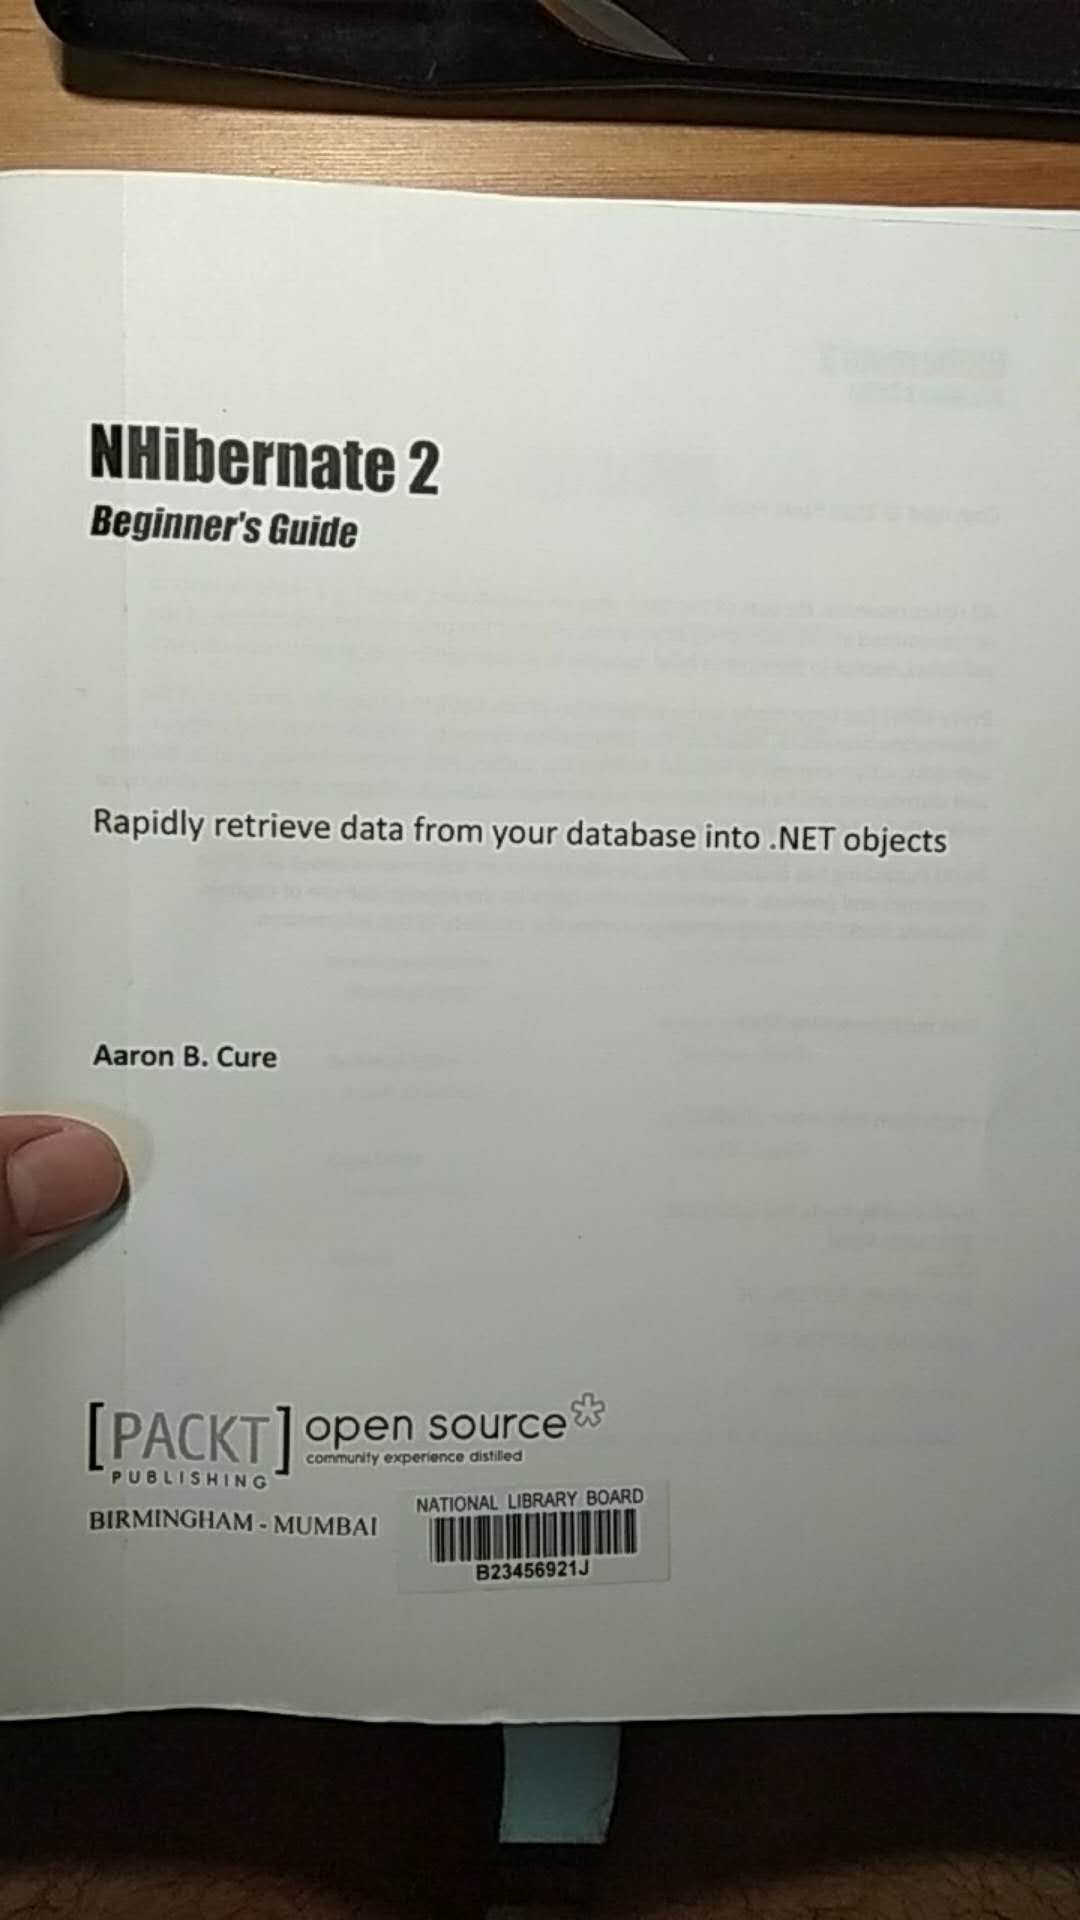 NHibernate 2
Beginner's Guide
Rapidly retrieve data from your database into .NET objects
Aaron B. Cure
[PACKT] open source
PUBLISHING community experience distilled
BIRMINGHAM - MUMBAI
NATIONAL LIBRARY BOARD
B23456921J